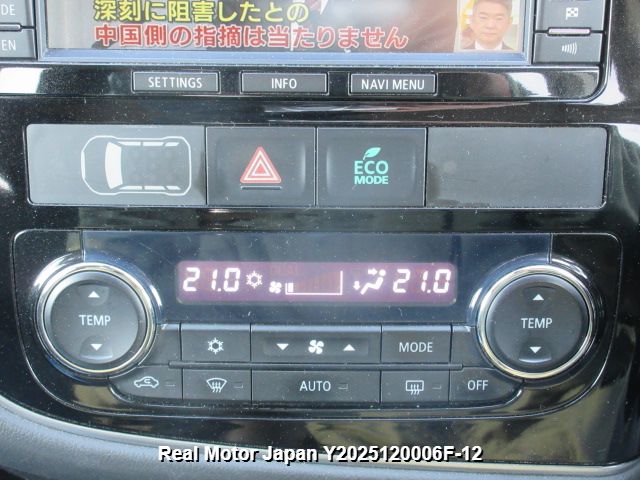 DE
深刻に阻害したとの
中国側の指摘は当たりません
EN
SETTINGS INFO NAVI MENU
ECO
MODE
21.0 21.0
TEMP TEMP
MODE
AUTO OFF
Real Motor Japan Y2025120006F-12